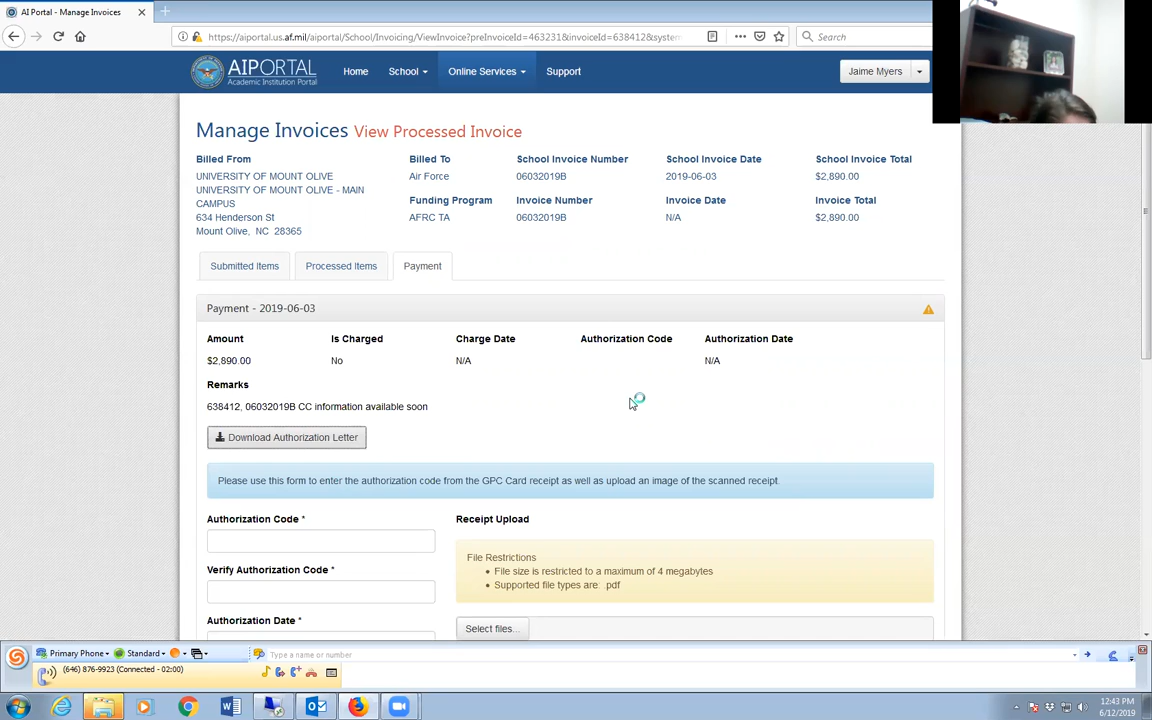 AI Portal - Manage Invoices
https://aiportal.us.af.mil/aiportal/School/Invoicing/ViewInvoice?preInvoiceId=463231&invoiceId=638412&system
Search
AIPORTAL
Academic Institution Portal
Home School Online Services Support
Jaime Myers
Manage Invoices View Processed Invoice
Billed From Billed To School Invoice Number School Invoice Date School Invoice Total
UNIVERSITY OF MOUNT OLIVE Air Force 06032019B 2019-06-03 $2,890.00
UNIVERSITY OF MOUNT OLIVE - MAIN
CAMPUS Funding Program Invoice Number Invoice Date Invoice Total
634 Henderson St AFRC TA 06032019B N/A $2,890.00
Mount Olive, NC 28365
Submitted Items Processed Items Payment
Payment - 2019-06-03
Amount Is Charged Charge Date Authorization Code Authorization Date
$2,890.00 No N/A N/A
Remarks
638412, 06032019B CC information available soon
Download Authorization Letter
Please use this form to enter the authorization code from the GPC Card receipt as well as upload an image of the scanned receipt.
Authorization Code * Receipt Upload
File Restrictions
File size is restricted to a maximum of 4 megabytes
Verify Authorization Code *
Supported file types are: .pdf
Authorization Date *
Select files...
Primary Phone Standard Type a name or number
(646) 876-9923 (Connected - 02:00)
12:43 PM
6/12/2019